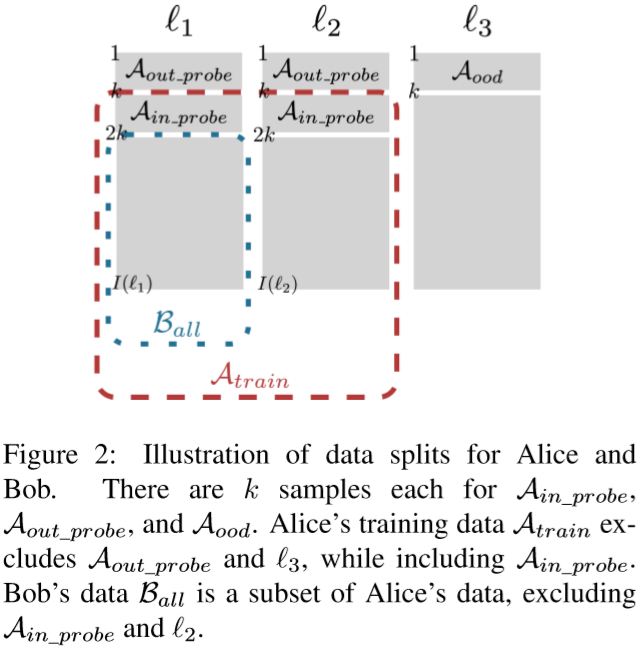 ℓ₁ ℓ₂ ℓ₃
1 1 1
A_out_probe A_out_probe A_ood
k k k
A_in_probe A_in_probe
2k 2k
I(ℓ₁) I(ℓ₂)
B_all
A_train
Figure 2: Illustration of data splits for Alice and
Bob. There are k samples each for A_in_probe,
A_out_probe, and A_ood. Alice's training data A_train ex-
cludes A_out_probe and ℓ₃, while including A_in_probe.
Bob's data B_all is a subset of Alice's data, excluding
A_in_probe and ℓ₂.